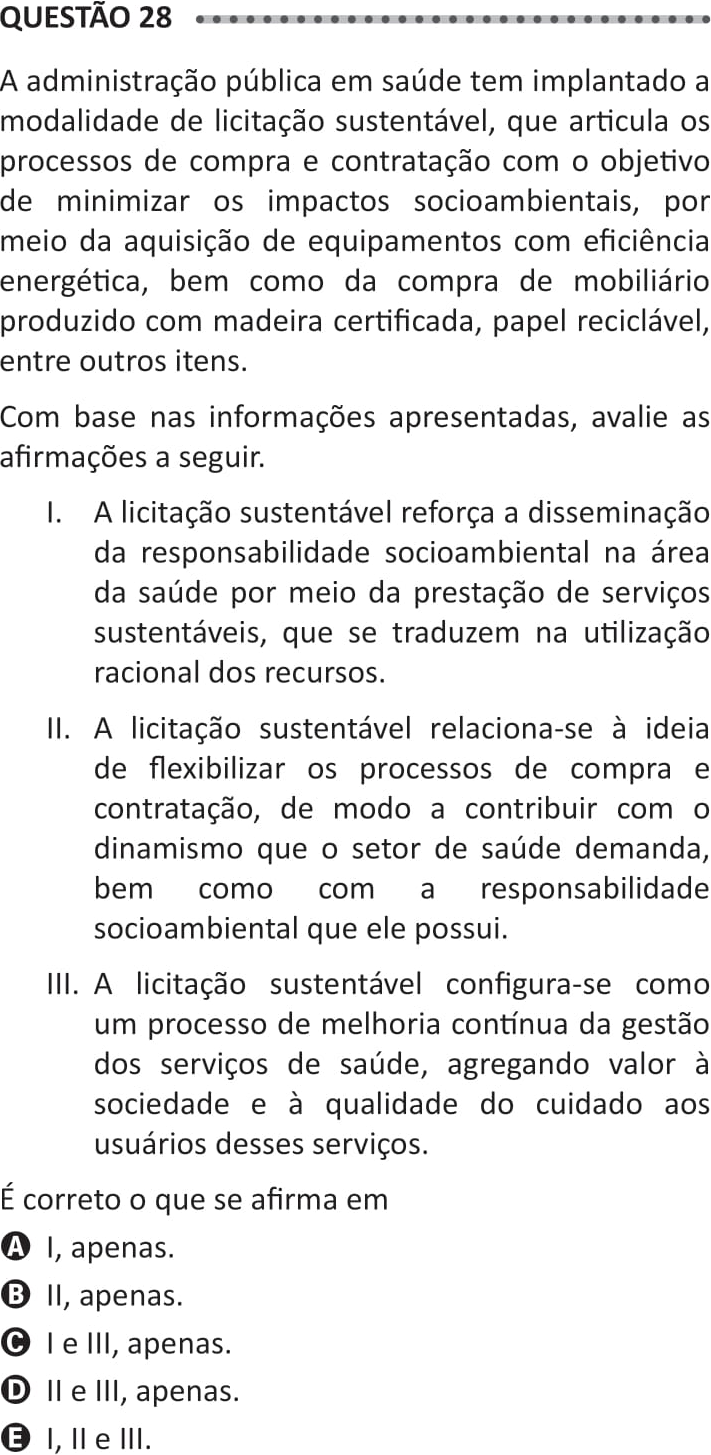 QUESTÃO 28
A administração pública em saúde tem implantado a
modalidade de licitação sustentável, que articula os
processos de compra e contratação com o objetivo
de minimizar os impactos socioambientais, por
meio da aquisição de equipamentos com eficiência
energética, bem como da compra de mobiliário
produzido com madeira certificada, papel reciclável,
entre outros itens.
Com base nas informações apresentadas, avalie as
afirmações a seguir.
I. A licitação sustentável reforça a disseminação
da responsabilidade socioambiental na área
da saúde por meio da prestação de serviços
sustentáveis, que se traduzem na utilização
racional dos recursos.
II. A licitação sustentável relaciona-se à ideia
de flexibilizar os processos de compra e
contratação, de modo a contribuir com o
dinamismo que o setor de saúde demanda,
bem como com a responsabilidade
socioambiental que ele possui.
III. A licitação sustentável configura-se como
um processo de melhoria contínua da gestão
dos serviços de saúde, agregando valor à
sociedade e à qualidade do cuidado aos
usuários desses serviços.
É correto o que se afirma em
A I, apenas.
B II, apenas.
C I e III, apenas.
D II e III, apenas.
E I, II e III.